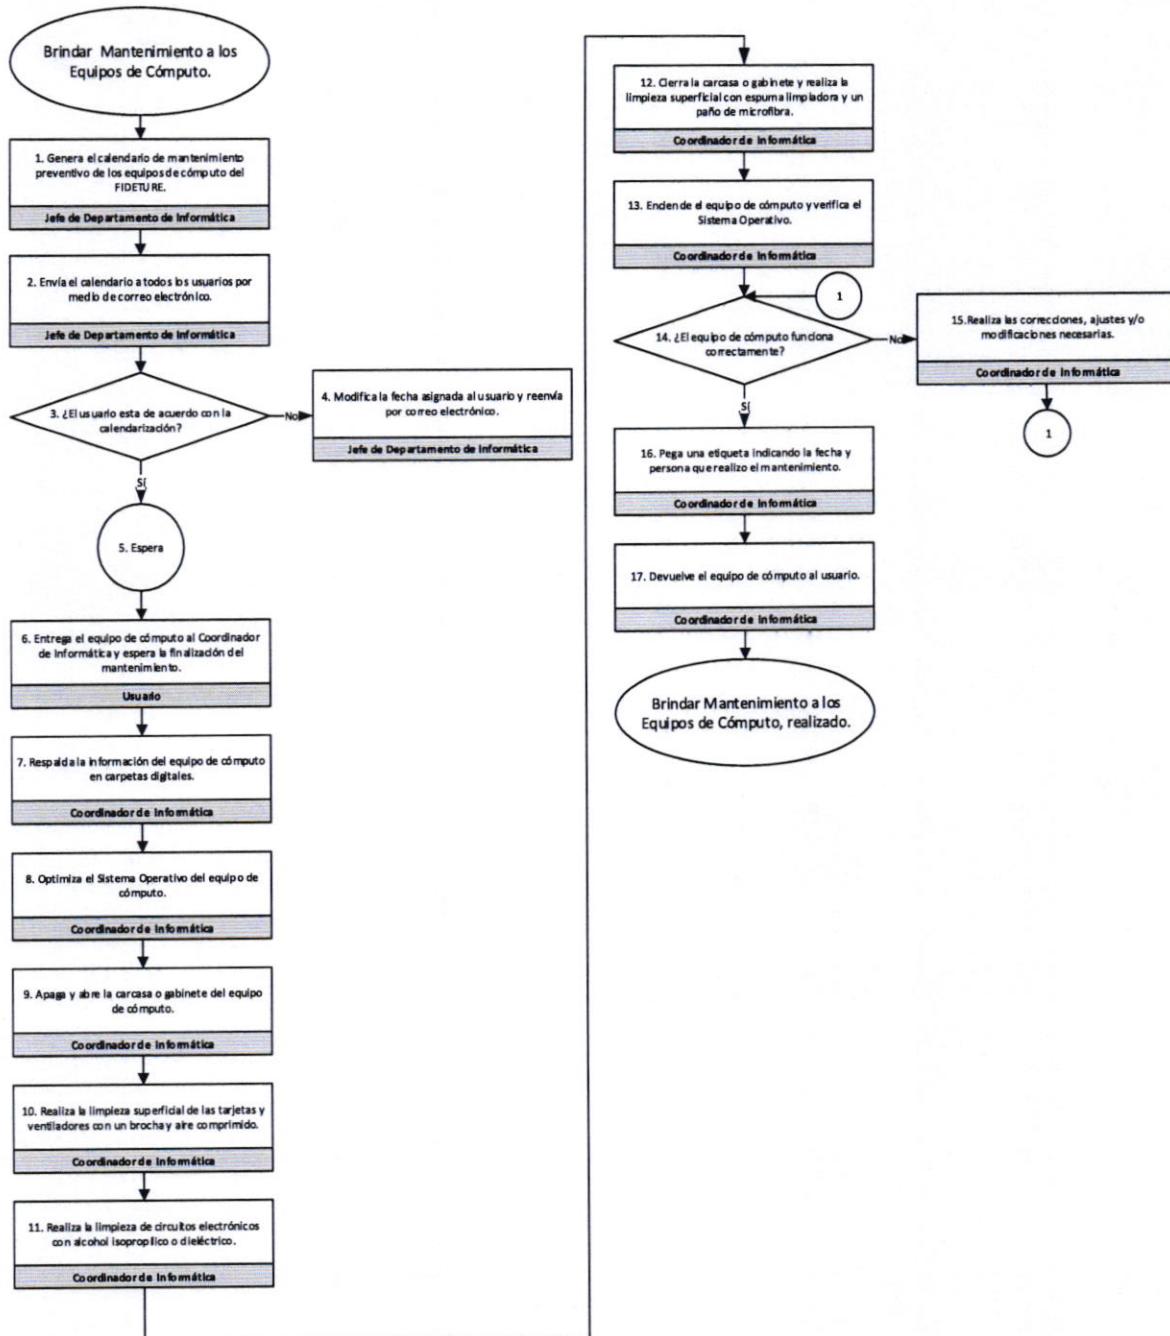 Brindar Mantenimiento a los
Equipos de Cómputo.
1. Genera el calendario de mantenimiento
preventivo de los equipos de cómputo del
FIDETURE.
Jefe de Departamento de Informática
2. Envía el calendario a todos los usuarios por
medio de correo electrónico.
Jefe de Departamento de Informática
3. ¿El usuario esta de acuerdo con la
calendarización?
No
4. Modifica la fecha asignada al usuario y reenvía
por correo electrónico.
Jefe de Departamento de Informática
Sí
5. Espera
6. Entrega el equipo de cómputo al Coordinador
de Informática y espera la finalización del
mantenimiento.
Usuario
7. Respalda la información del equipo de cómputo
en carpetas digitales.
Coordinador de Informática
8. Optimiza el Sistema Operativo del equipo de
cómputo.
Coordinador de Informática
9. Apaga y abre la carcasa o gabinete del equipo
de cómputo.
Coordinador de Informática
10. Realiza la limpieza superficial de las tarjetas y
ventiladores con un brocha y aire comprimido.
Coordinador de Informática
11. Realiza la limpieza de circuitos electrónicos
con alcohol isopropílico o dieléctrico.
Coordinador de Informática
12. Cierra la carcasa o gabinete y realiza la
limpieza superficial con espuma limpiadora y un
paño de microfibra.
Coordinador de Informática
13. Enciende el equipo de cómputo y verifica el
Sistema Operativo.
Coordinador de Informática
1
14. ¿El equipo de cómputo funciona
correctamente?
No
15.Realiza las correcciones, ajustes y/o
modificaciones necesarias.
Coordinador de Informática
1
Sí
16. Pega una etiqueta indicando la fecha y
persona que realizo el mantenimiento.
Coordinador de Informática
17. Devuelve el equipo de cómputo al usuario.
Coordinador de Informática
Brindar Mantenimiento a los
Equipos de Cómputo, realizado.